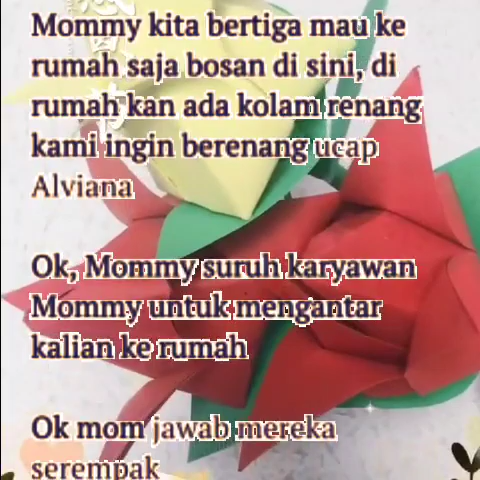 Mommy kita bertiga mau ke
rumah saja bosan di sini, di
rumah kan ada kolam renang
kami ingin berenang ucap
Alviana
Ok, Mommy suruh karyawan
Mommy untuk mengantar
kalian ke rumah
Ok mom jawab mereka
serempak